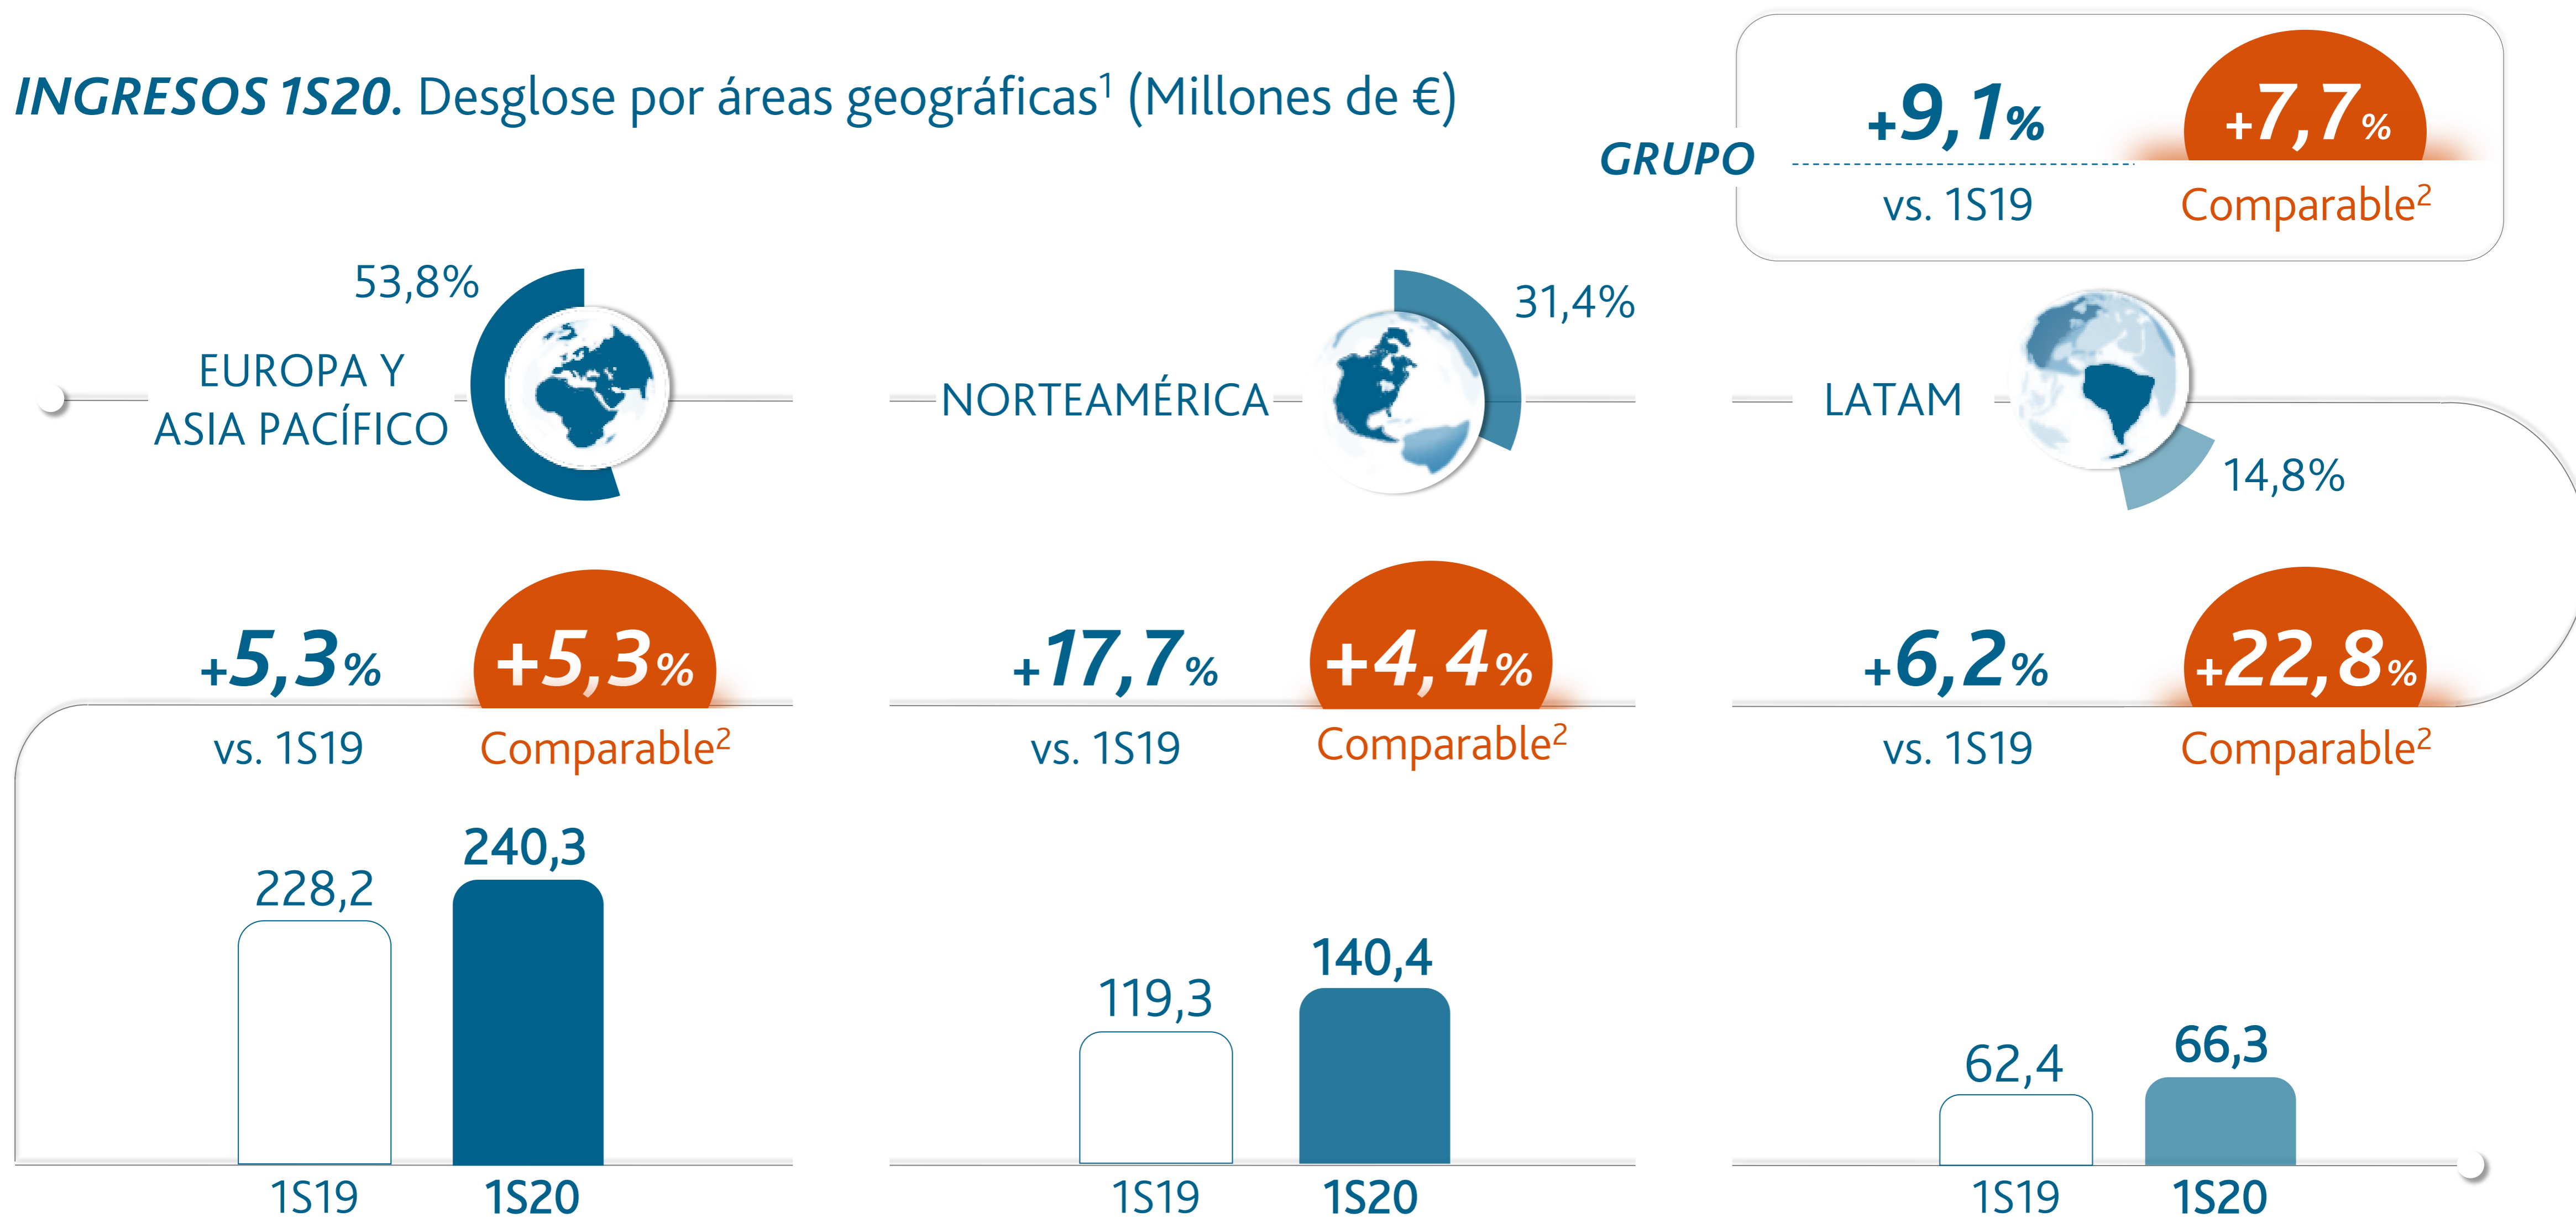 INGRESOS 1S20. Desglose por áreas geográficas¹ (Millones de €)
GRUPO
+9,1%
vs. 1S19
+7,7%
Comparable²
53,8%
EUROPA Y
ASIA PACÍFICO
31,4%
NORTEAMÉRICA
LATAM
14,8%
+5,3%
vs. 1S19
+5,3%
Comparable²
+17,7%
vs. 1S19
+4,4%
Comparable²
+6,2%
vs. 1S19
+22,8%
Comparable²
228,2
240,3
1S19
1S20
119,3
140,4
1S19
1S20
62,4
66,3
1S19
1S20